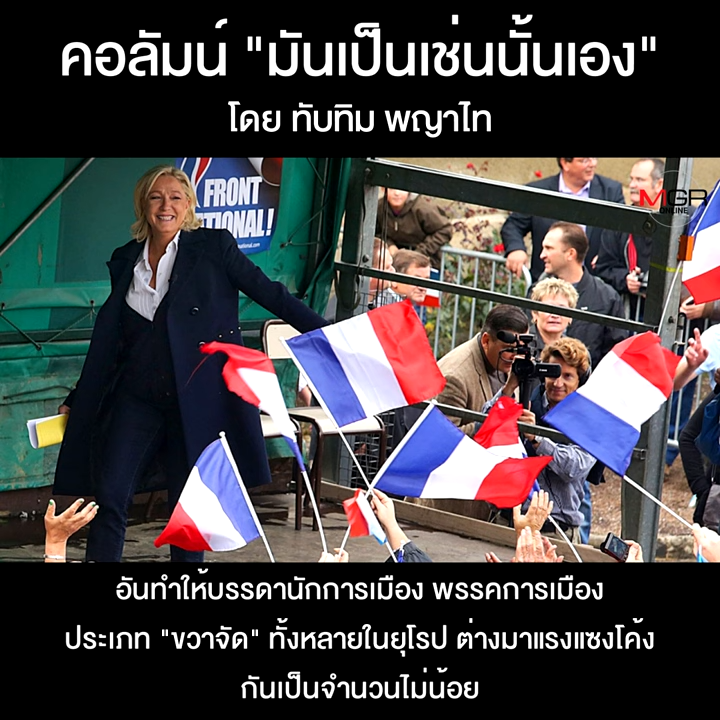 คอลัมน์ "มันเป็นเช่นนั้นเอง"
โดย ทับทิม พญาไท
FRONT
NATIONAL!
MGR
ONLINE
อันทำให้บรรดานักการเมือง พรรคการเมือง
ประเภท "ขวาจัด" ทั้งหลายในยุโรป ต่างมาแรงแซงโค้ง
กันเป็นจำนวนไม่น้อย